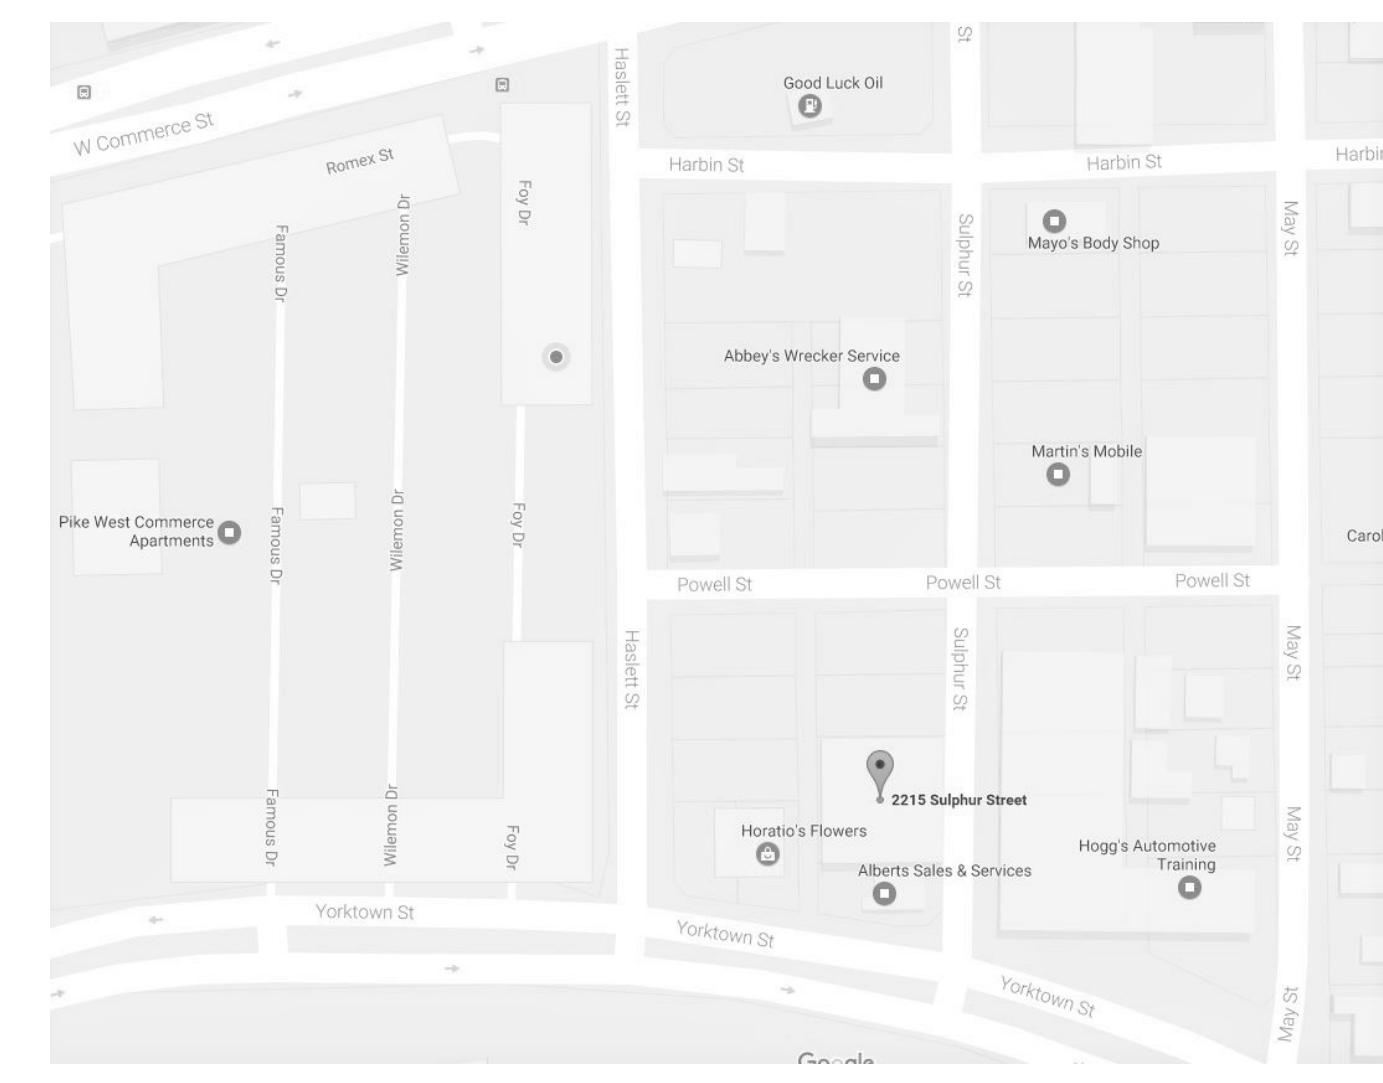 St
Haslett St
Good Luck Oil
W Commerce St
Romex St
Harbin St
Harbin St
Harbin
Foy Dr
Wilemon Dr
Famous Dr
Sulphur St
Mayo's Body Shop
May St
Abbey's Wrecker Service
Martin's Mobile
Pike West Commerce
Apartments
Famous Dr
Wilemon Dr
Foy Dr
Carol
Powell St
Powell St
Powell St
Haslett St
Sulphur St
May St
2215 Sulphur Street
Famous Dr
Wilemon Dr
Foy Dr
Horatio's Flowers
Alberts Sales & Services
Hogg's Automotive
Training
May St
Yorktown St
Yorktown St
Yorktown St
May St
Google